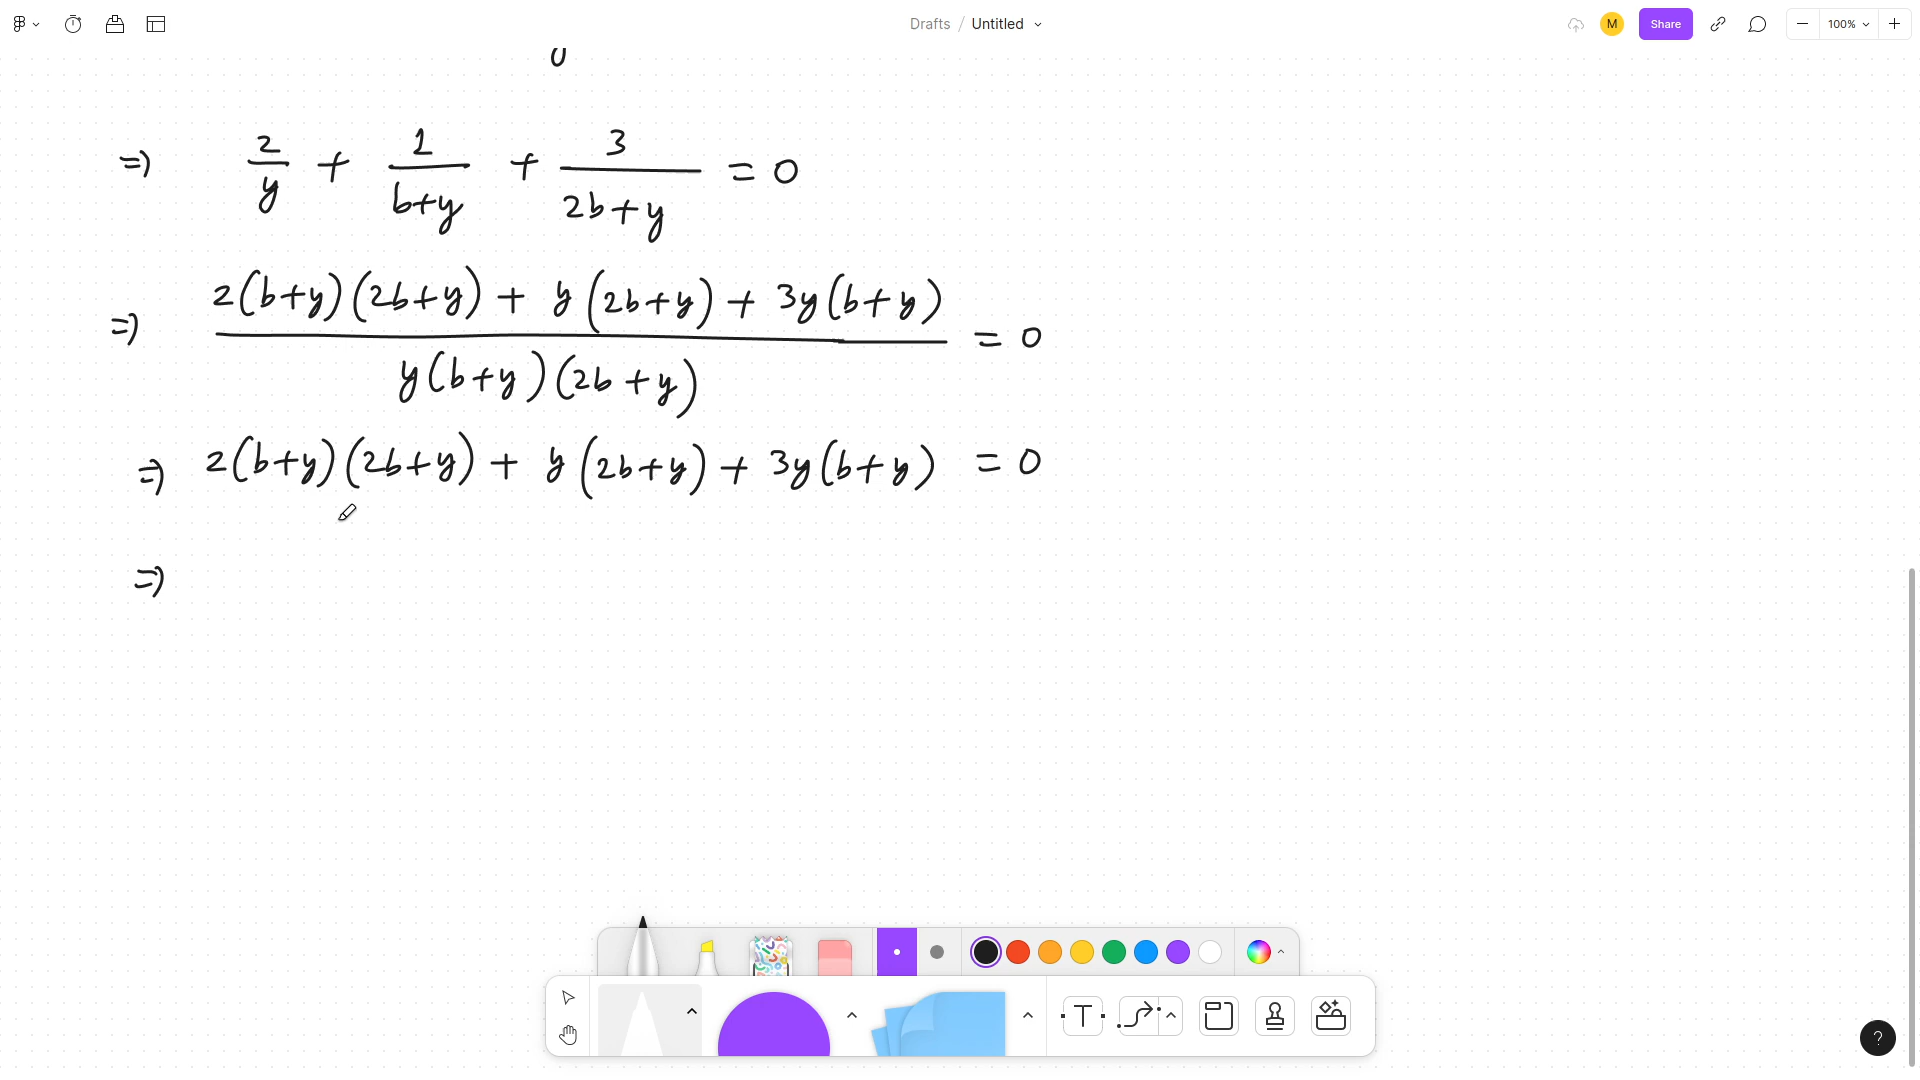 Drafts / Untitled
M
Share
100%
0
=> 2/y + 1/(b+y) + 3/(2b+y) = 0
=> (2(b+y)(2b+y) + y(2b+y) + 3y(b+y))/(y(b+y)(2b+y)) = 0
=> 2(b+y)(2b+y) + y(2b+y) + 3y(b+y) = 0
=>
T
?